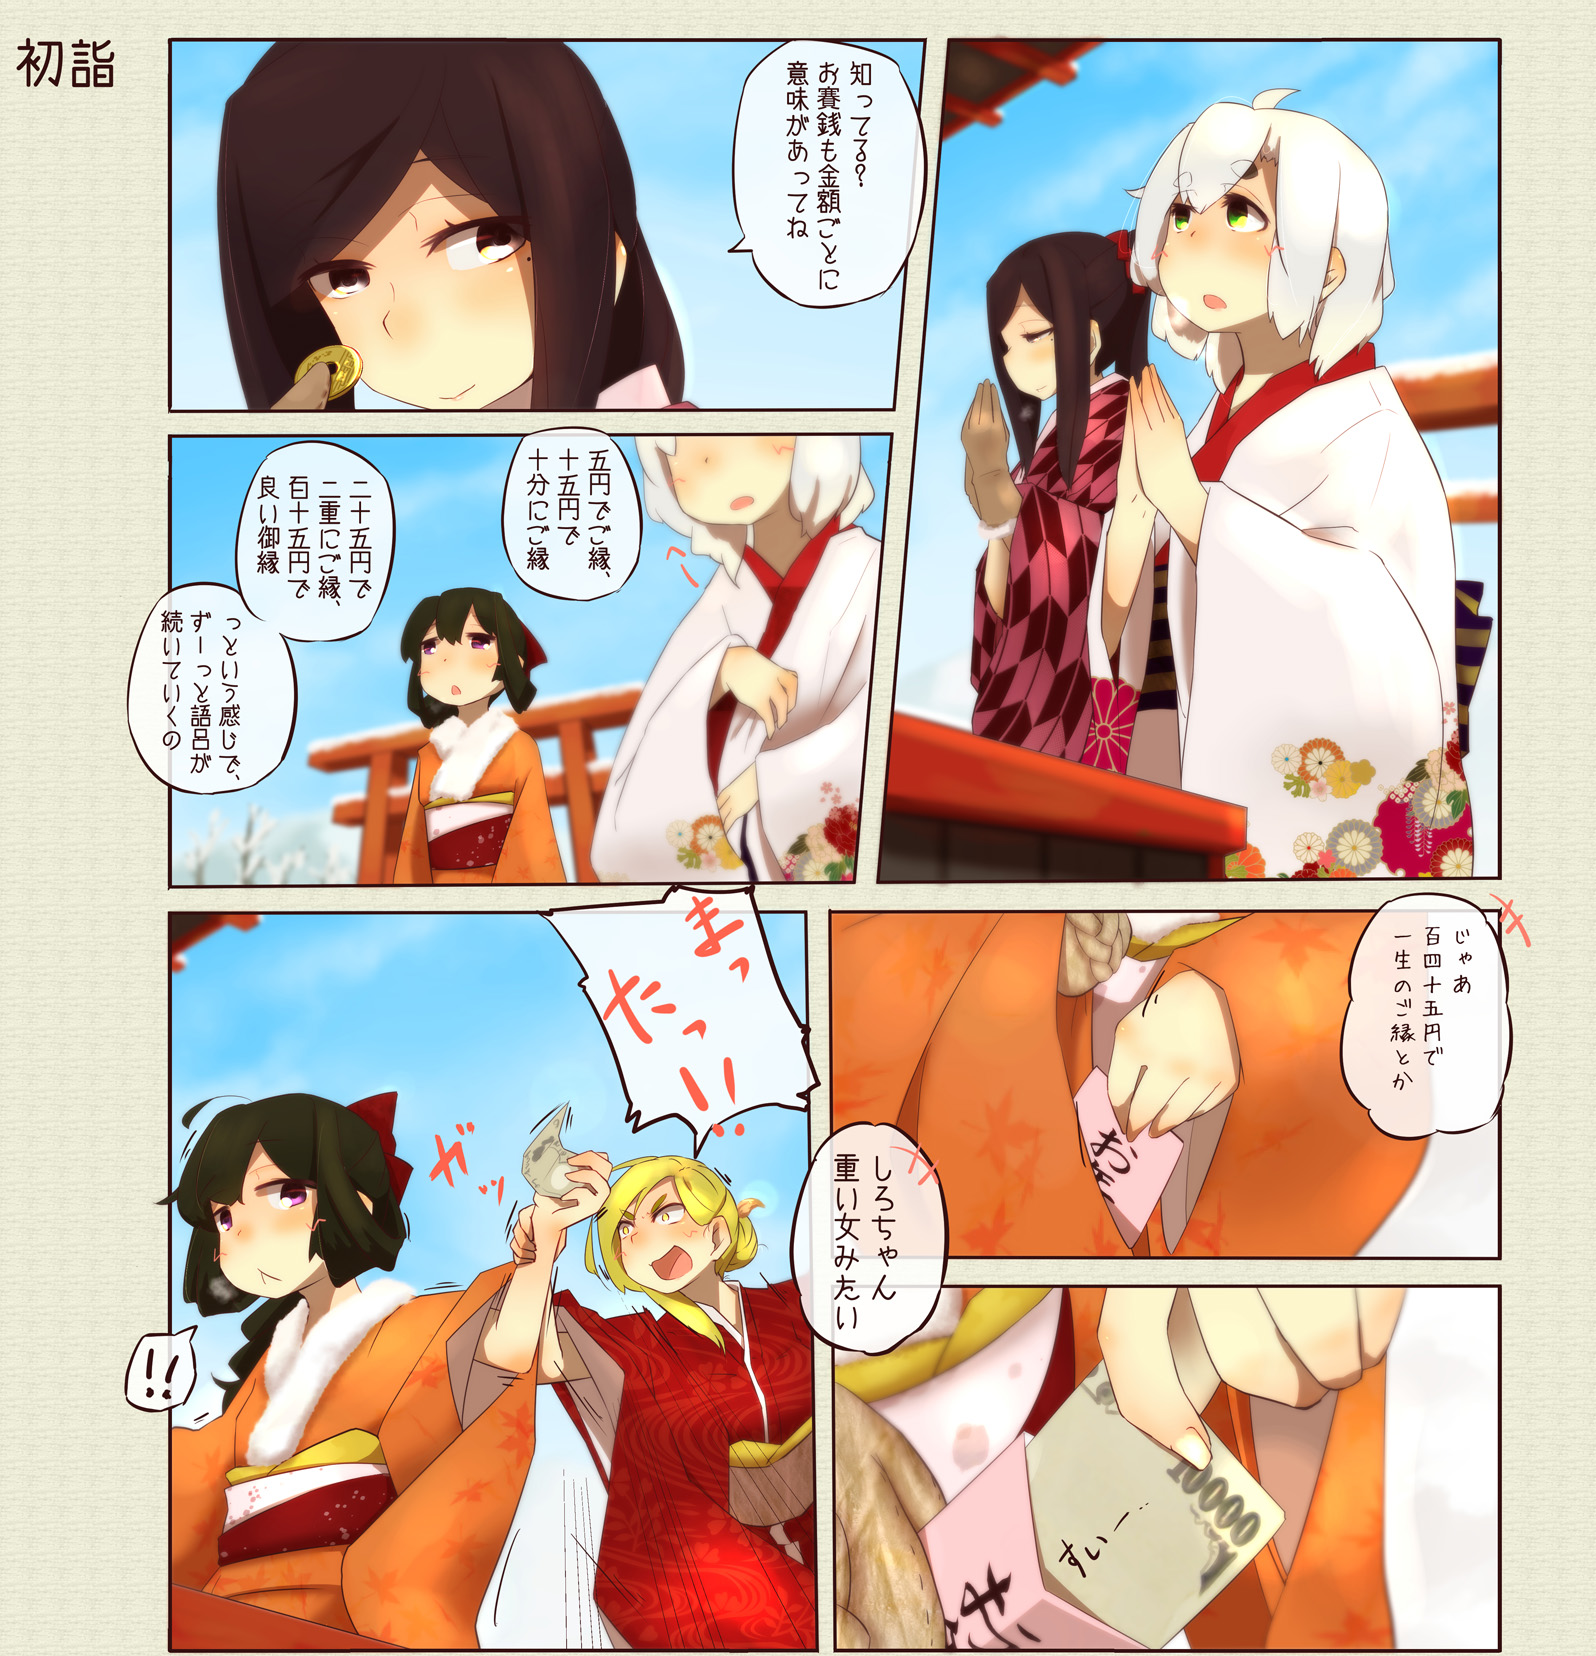 初詣
知ってる?
お賽銭も金額ごとに
意味があってね
五円でご縁、
十五円で
十分にご縁
二十五円で
二重にご縁、
百十五円で
良い御縁
っという感じで、
ずーっと語呂が
続いていくの
じゃあ
百四十五円で
一生のご縁とか
しろちゃん
重い女みたい
お年
10000
すぃー…
まっ
たっ!!
ガッ
!!